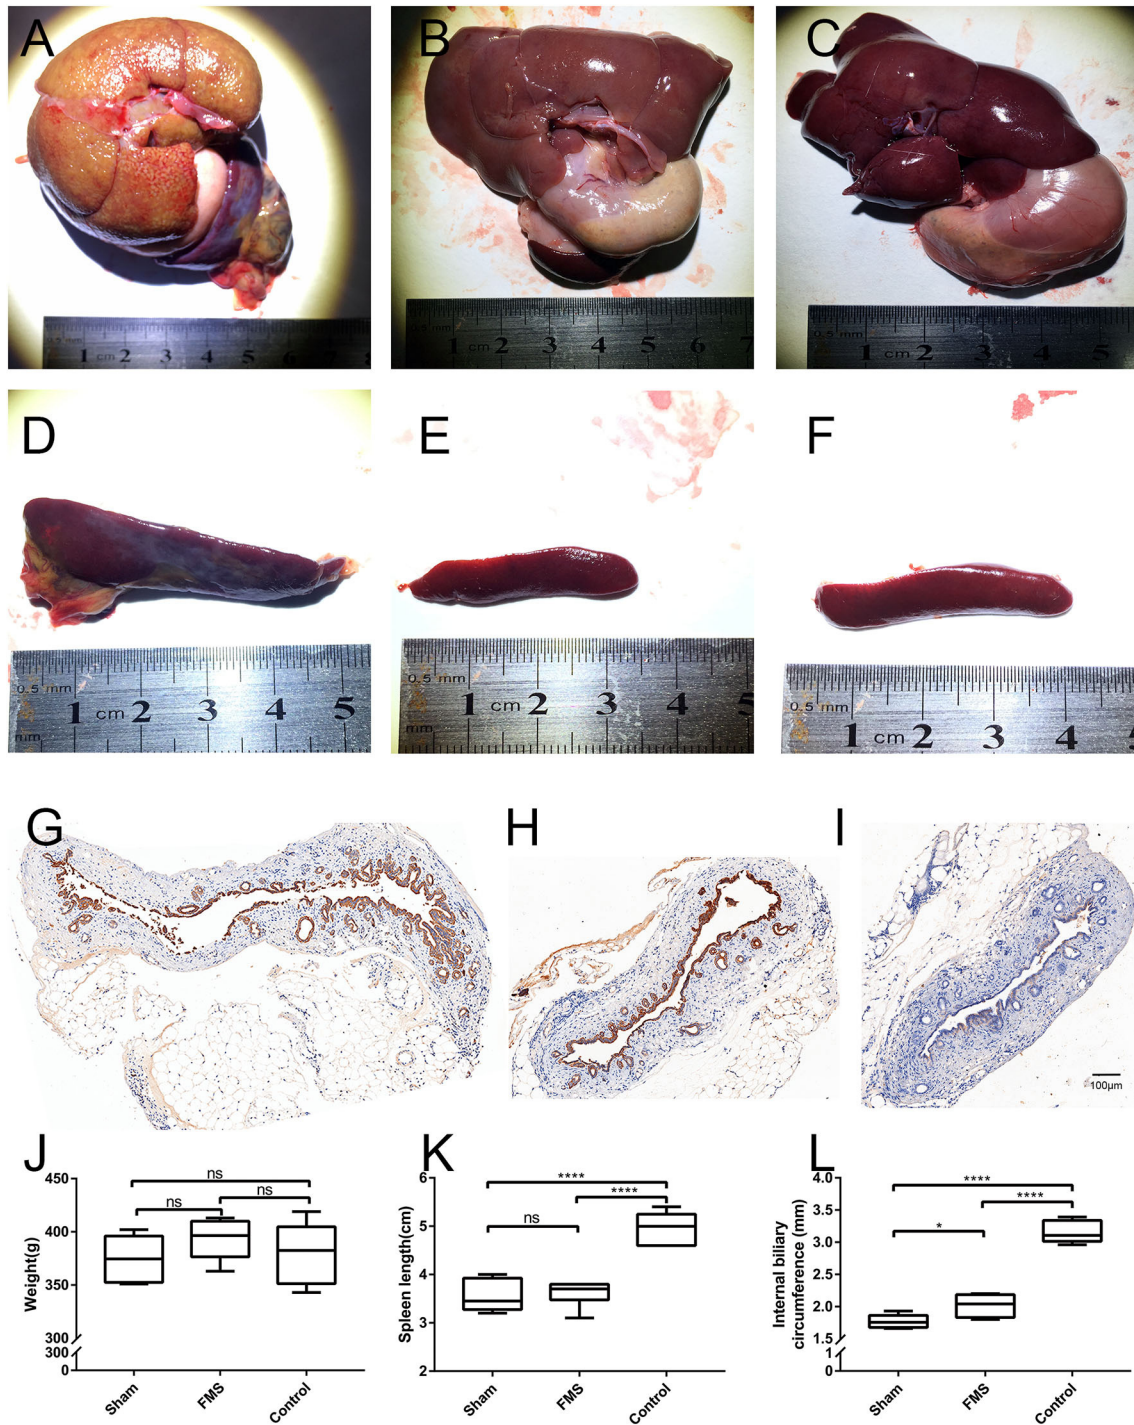 A
B
C
0.5 mm
1 cm 2 3 4 5 6 7 8
0.5 mm
1 cm 2 3 4 5 6 7
0.5 mm
1 cm 2 3 4 5
D
E
F
0.5 mm
1 cm 2 3 4 5
mm
0.5 mm
1 cm 2 3 4 5
mm
0.5 mm
1 cm 2 3 4 5
G
H
I
100μm
J
Weight(g)
450
400
350
300
300
0
ns
ns
ns
Sham
FMS
Control
K
Spleen length(cm)
6
5
4
3
2
****
****
ns
Sham
FMS
Control
L
Internal biliary
circumference (mm)
4.0
3.5
3.0
2.5
2.0
1.5
1
0
****
****
*
Sham
FMS
Control